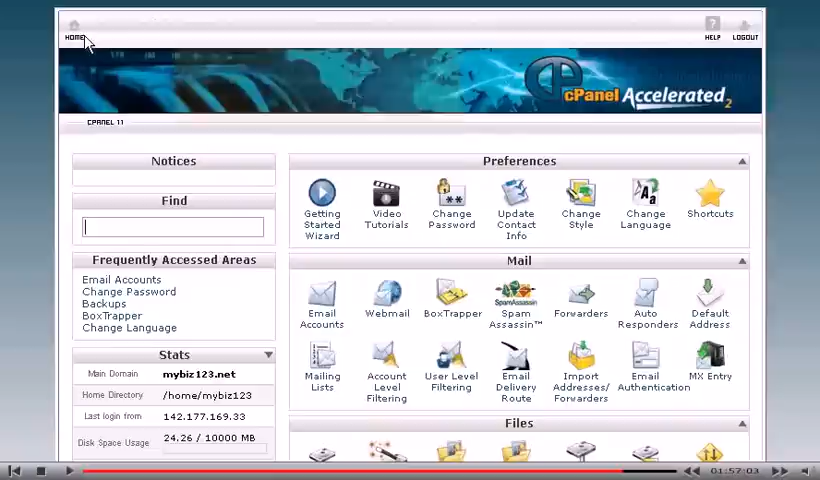 HOME
HELP
LOGOUT
cPanel Accelerated2
CPANEL 11
Notices
Find
Frequently Accessed Areas
Email Accounts
Change Password
Backups
BoxTrapper
Change Language
Stats
Main Domain mybiz123.net
Home Directory /home/mybiz123
Last login from 142.177.169.33
Disk Space Usage 24.26 / 10000 MB
Preferences
Getting Started Wizard
Video Tutorials
Change Password
Update Contact Info
Change Style
Change Language
Shortcuts
Mail
Email Accounts
Webmail
BoxTrapper
Spam Assassin™
Forwarders
Auto Responders
Default Address
Mailing Lists
Account Level Filtering
User Level Filtering
Email Delivery Route
Import Addresses/ Forwarders
Email Authentication
MX Entry
Files
01:57:03